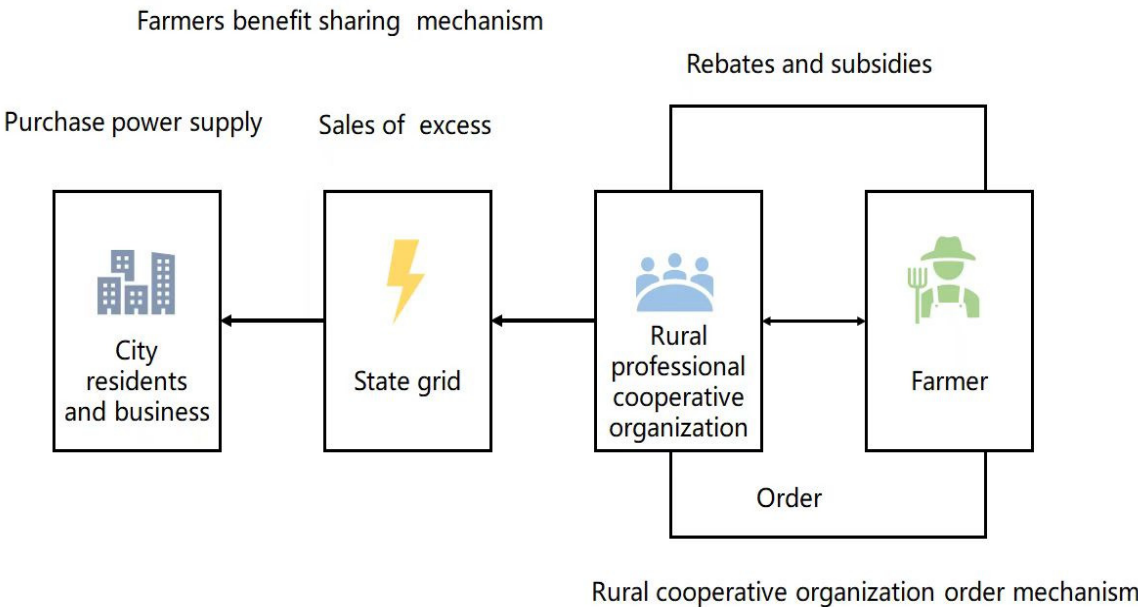 Farmers benefit sharing mechanism
Rebates and subsidies
Purchase power supply
Sales of excess
City
residents
and business
State grid
Rural
professional
cooperative
organization
Farmer
Order
Rural cooperative organization order mechanism